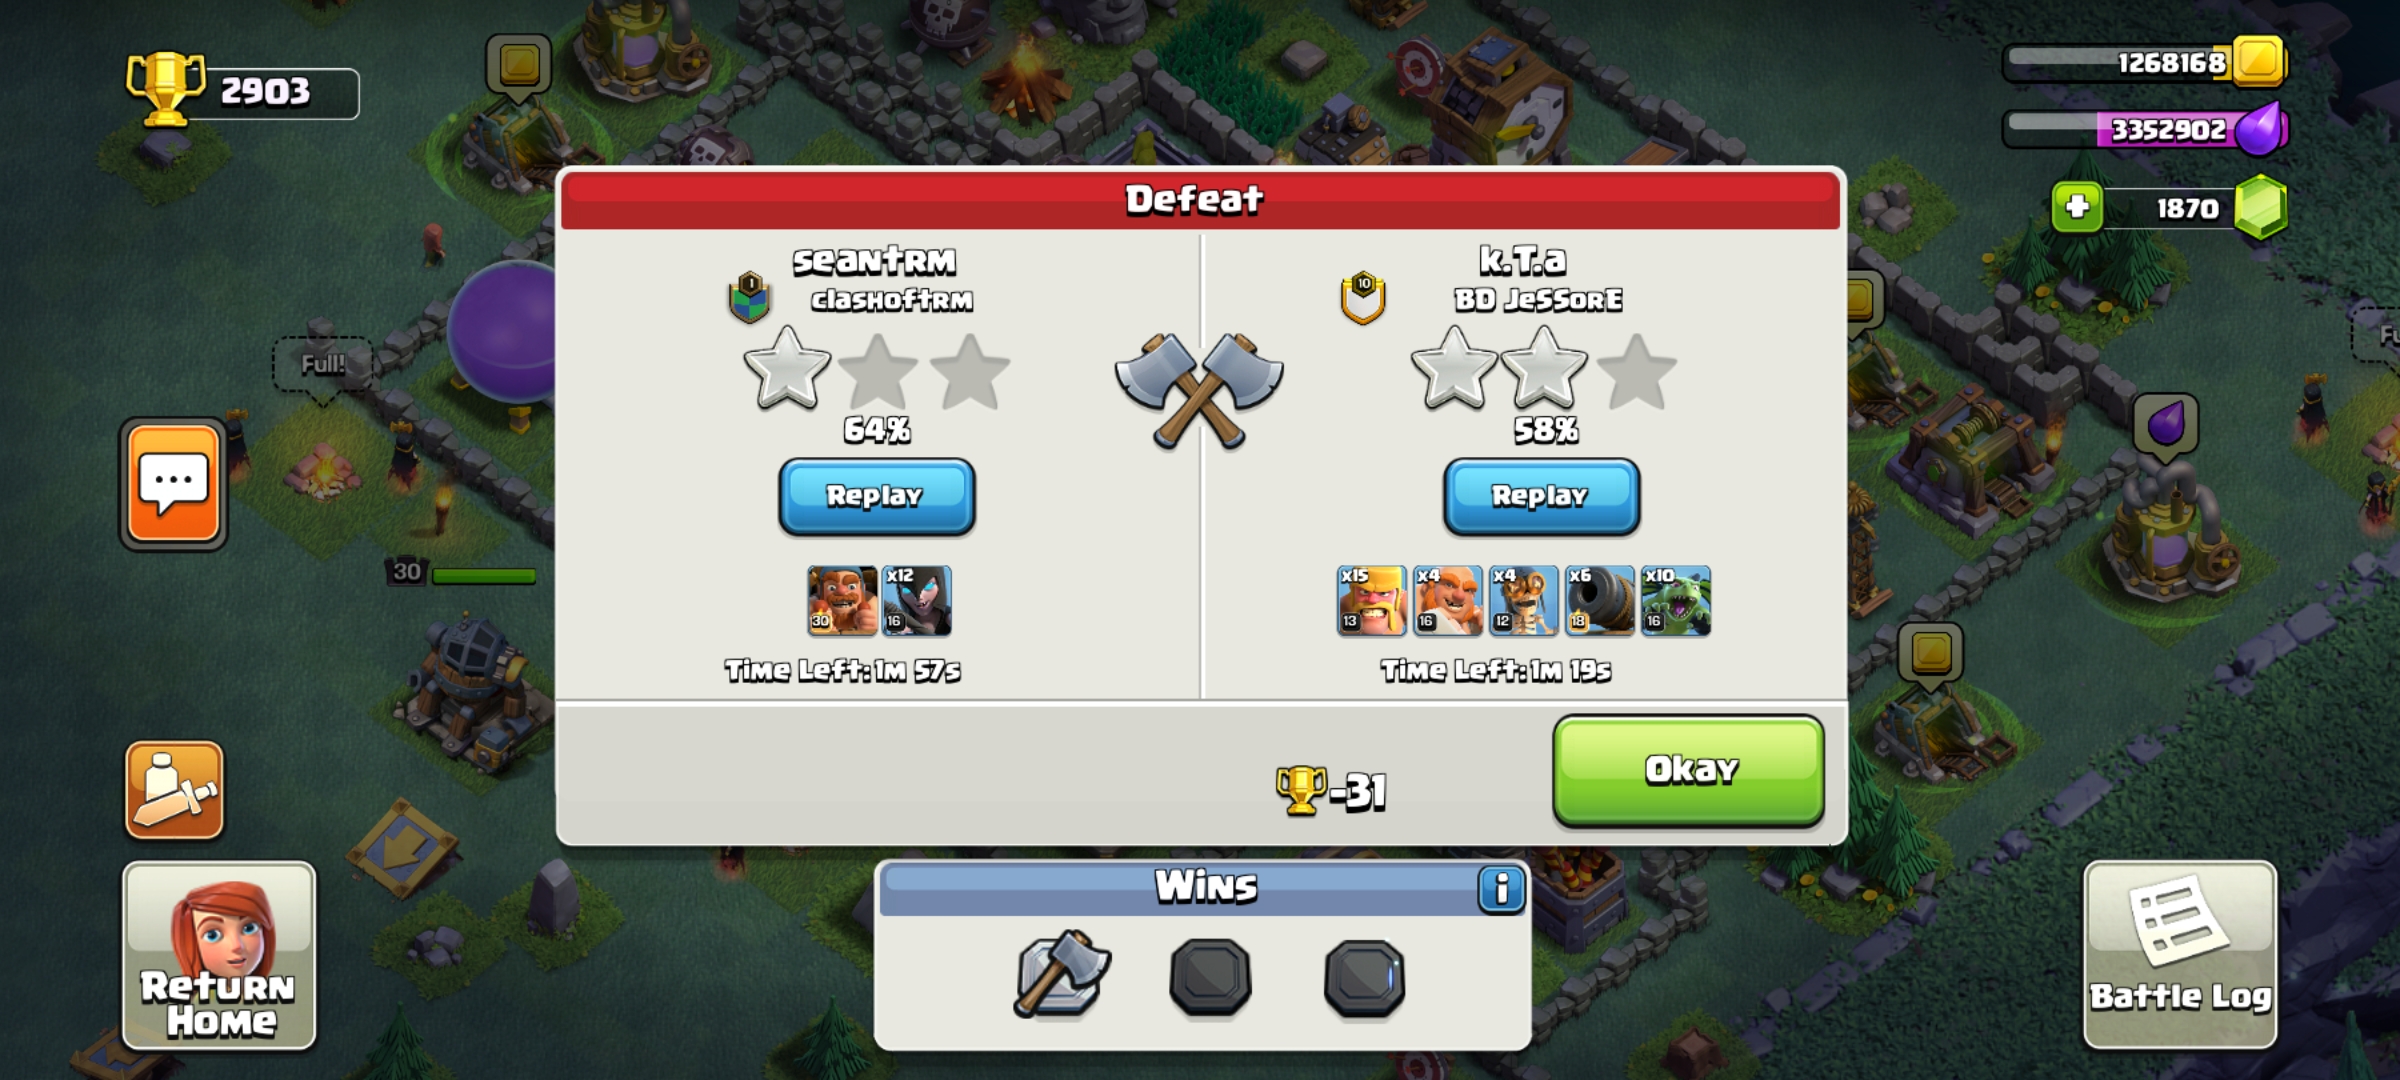 2903
1268168
3352902
1870
Defeat
seantRM
clashoftRM
1
64%
Replay
30
x12
16
Time Left: 1m 57s
k.T.a
BD JeSSorE
10
58%
Replay
x15
13
x4
16
x4
12
x6
18
x10
16
Time Left: 1m 19s
Full!
30
-31
Okay
Wins
i
Return
Home
Battle Log